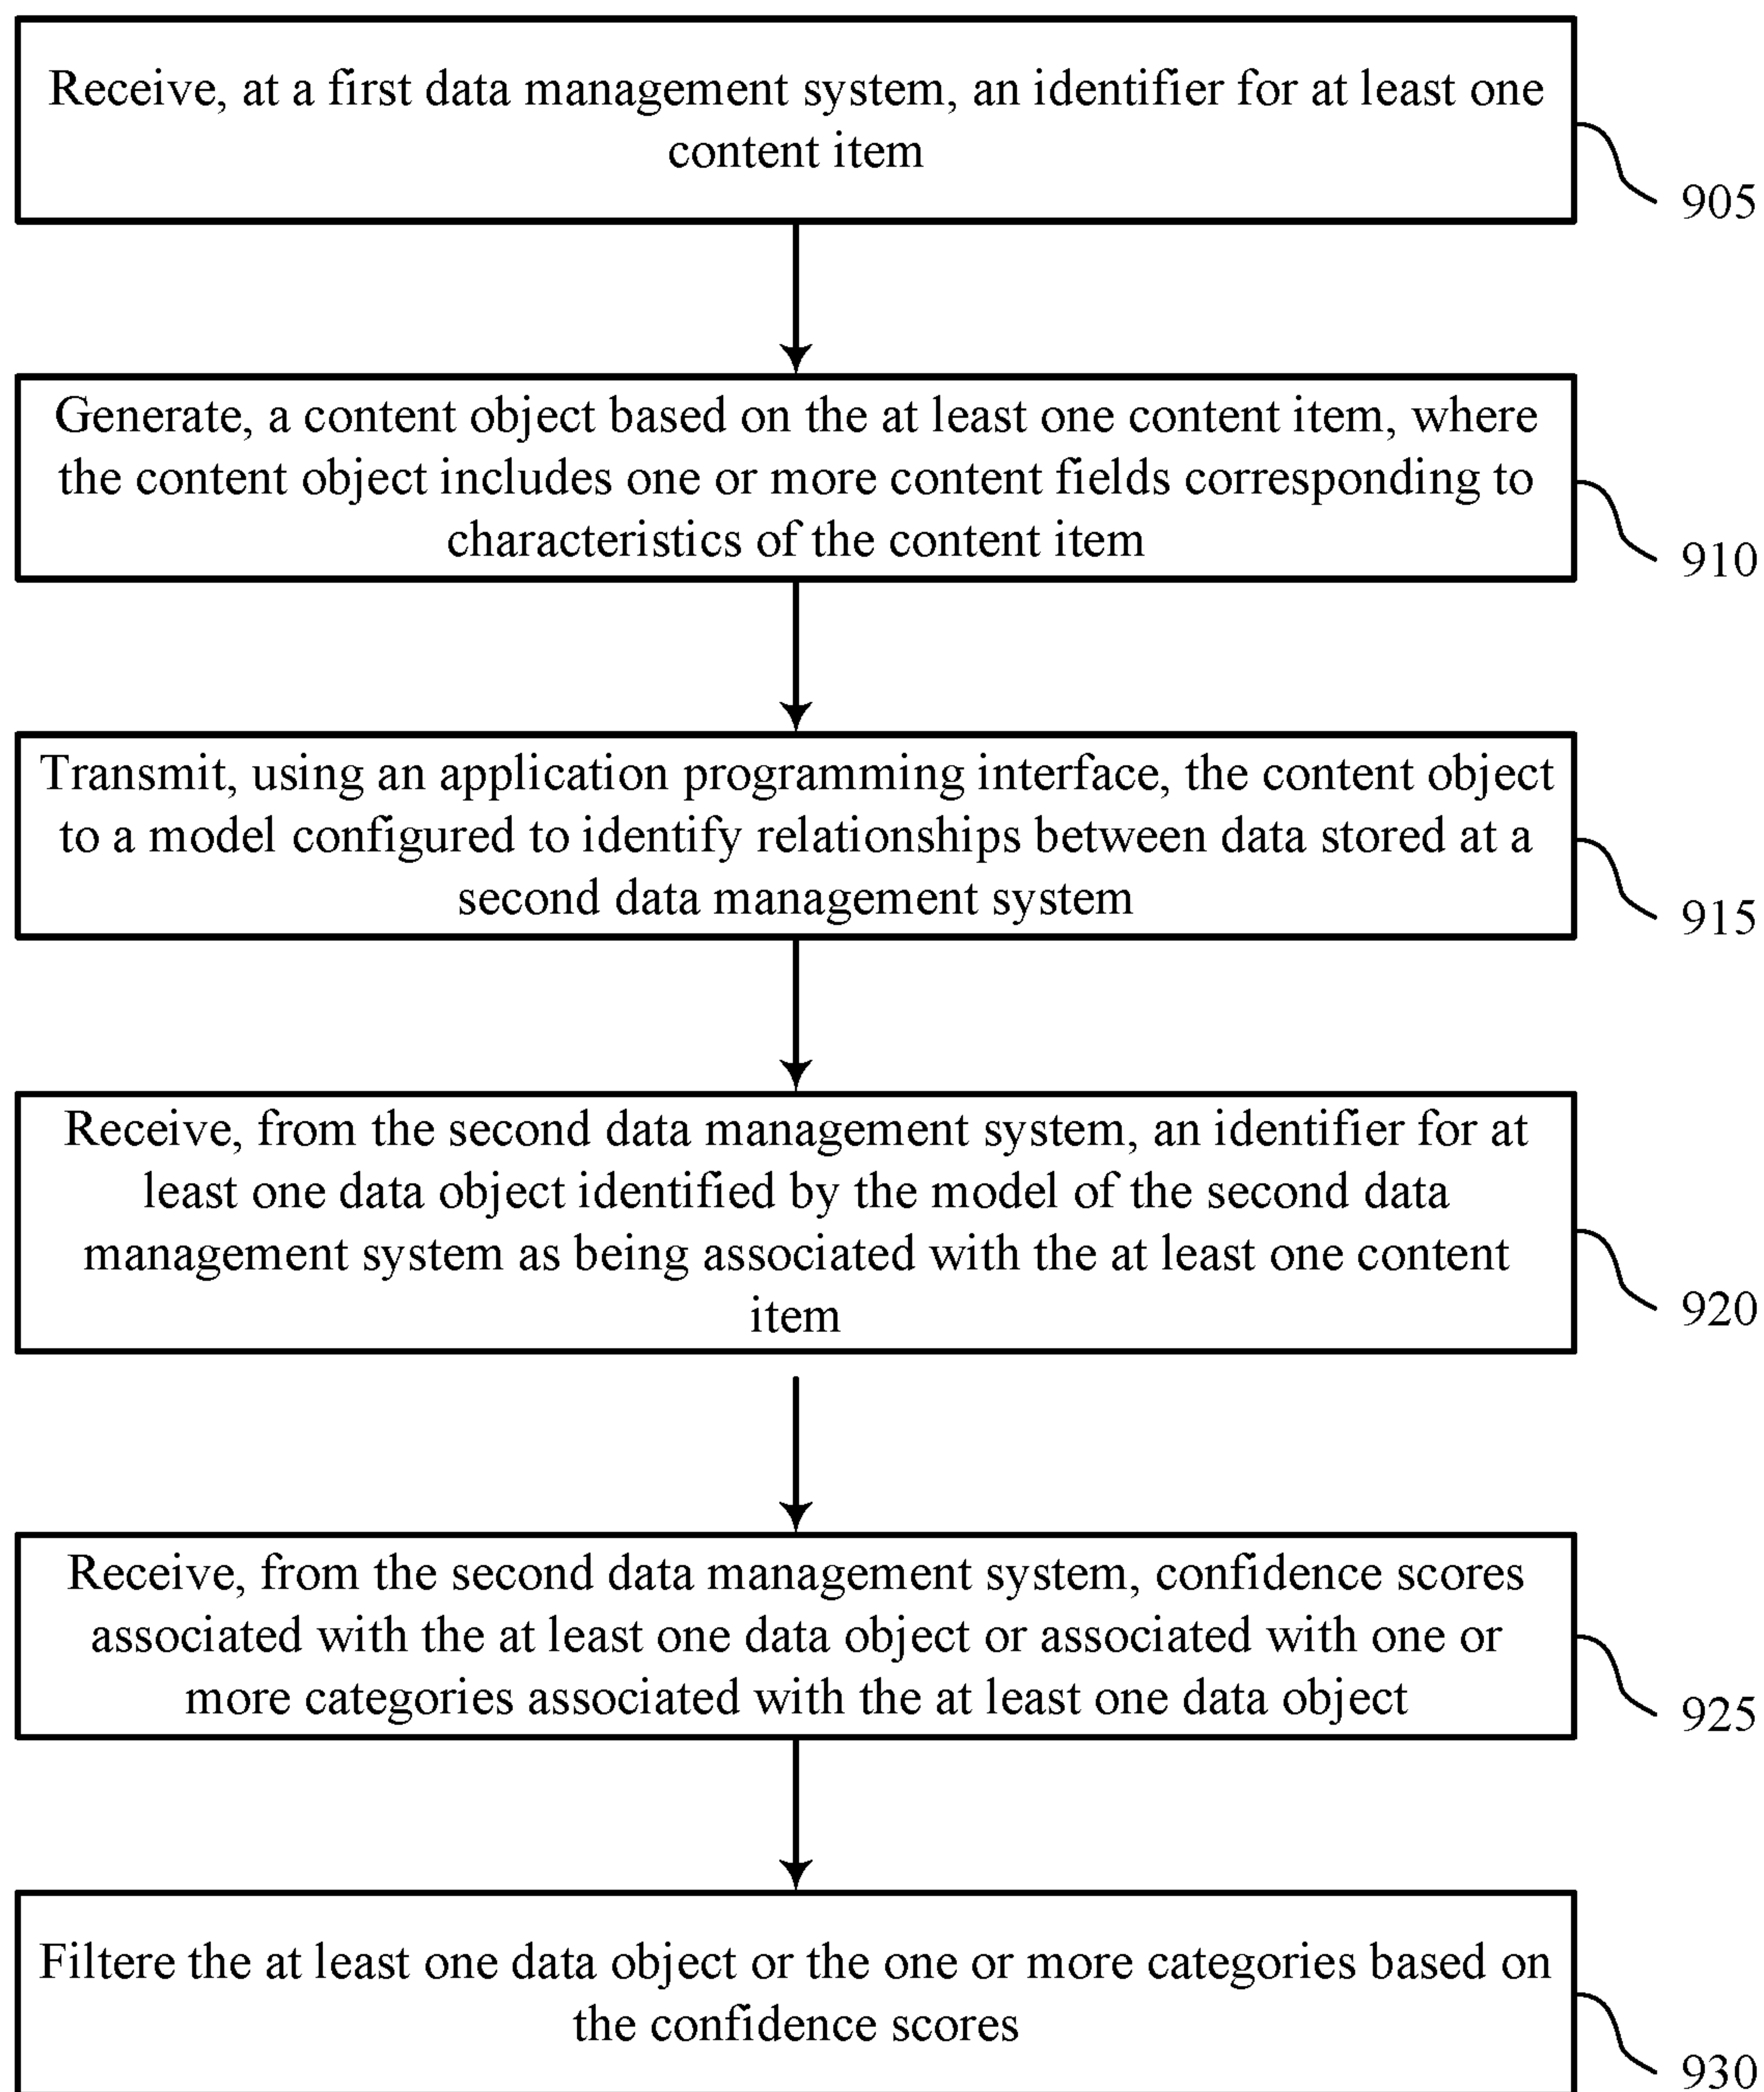 Receive, at a first data management system, an identifier for at least one
content item
905
Generate, a content object based on the at least one content item, where
the content object includes one or more content fields corresponding to
characteristics of the content item
910
Transmit, using an application programming interface, the content object
to a model configured to identify relationships between data stored at a
second data management system
915
Receive, from the second data management system, an identifier for at
least one data object identified by the model of the second data
management system as being associated with the at least one content
item
920
Receive, from the second data management system, confidence scores
associated with the at least one data object or associated with one or
more categories associated with the at least one data object
925
Filtere the at least one data object or the one or more categories based on
the confidence scores
930